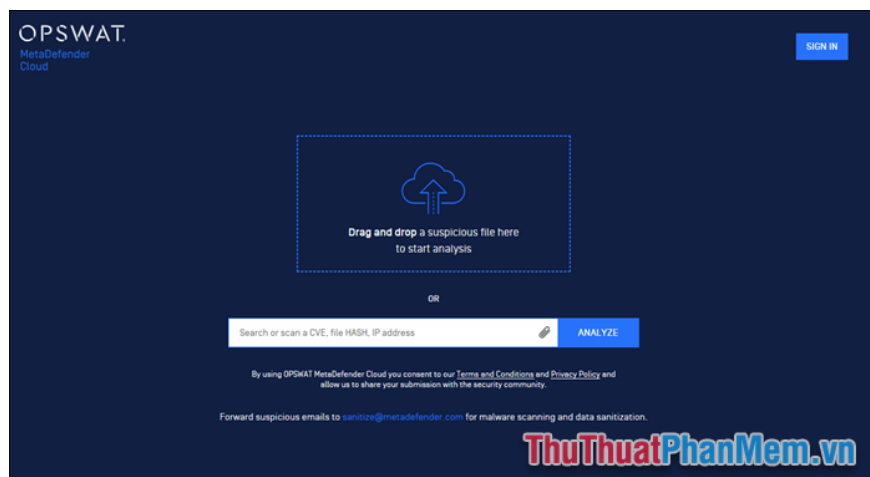 OPSWAT.
MetaDefender
Cloud
SIGN IN
Drag and drop a suspicious file here
to start analysis
OR
Search or scan a CVE, file HASH, IP address
ANALYZE
By using OPSWAT MetaDefender Cloud you consent to our Terms and Conditions and Privacy Policy and
allow us to share your submission with the security community.
Forward suspicious emails to sanitize@metadefender.com for malware scanning and data sanitization.
ThuThuatPhanMem.vn